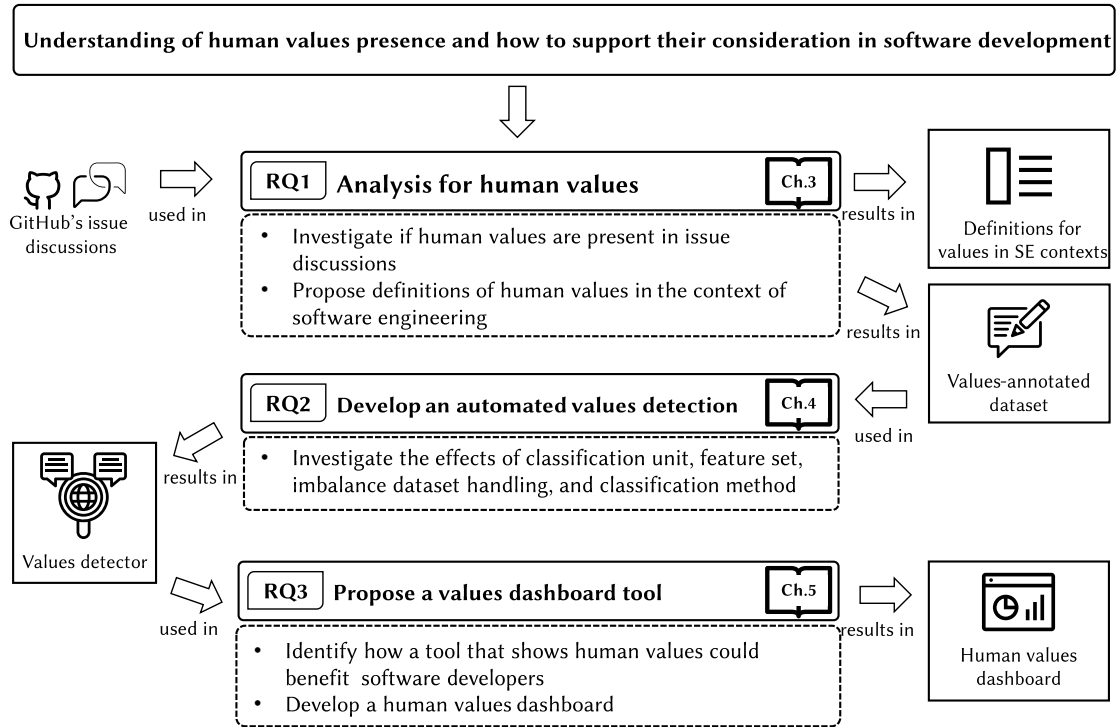 Understanding of human values presence and how to support their consideration in software development
GitHub's issue
discussions
used in
RQ1
Analysis for human values
Ch.3
• Investigate if human values are present in issue
discussions
• Propose definitions of human values in the context of
software engineering
results in
Definitions for
values in SE contexts
results in
Values-annotated
dataset
used in
RQ2
Develop an automated values detection
Ch.4
• Investigate the effects of classification unit, feature set,
imbalance dataset handling, and classification method
results in
Values detector
used in
RQ3
Propose a values dashboard tool
Ch.5
• Identify how a tool that shows human values could
benefit software developers
• Develop a human values dashboard
results in
Human values
dashboard